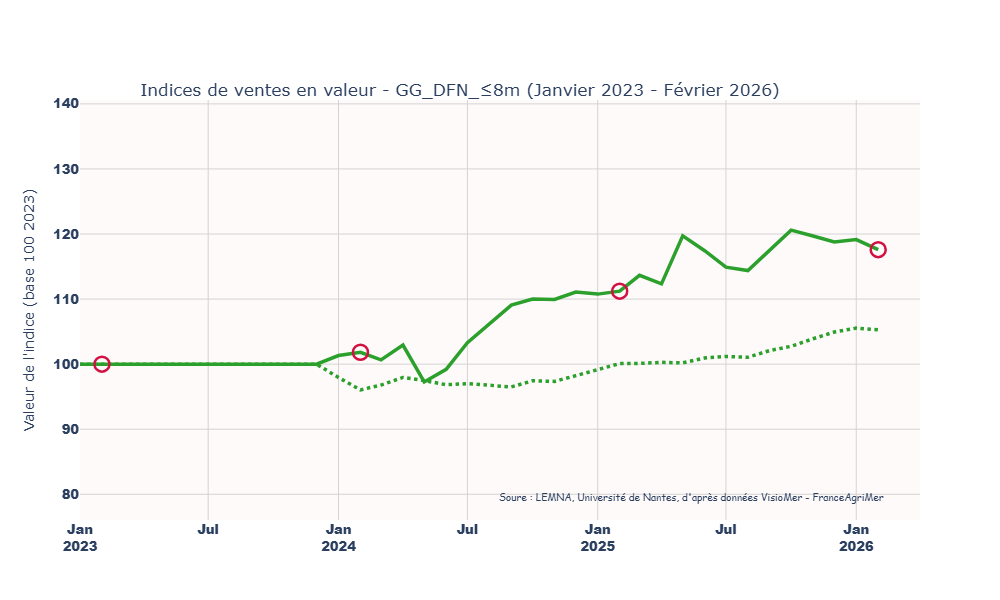 Indices de ventes en valeur - GG_DFN_≤8m (Janvier 2023 - Février 2026)
Valeur de l'indice (base 100 2023)
140
130
120
110
100
90
80
Soure : LEMNA, Université de Nantes, d'après données VisioMer - FranceAgriMer
Jan Jul Jan Jul Jan Jul Jan
2023 2024 2025 2026